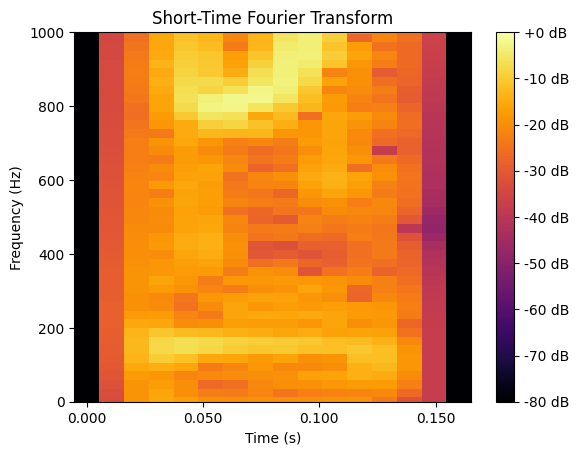 Short-Time Fourier Transform
1000
800
600
400
200
0
Frequency (Hz)
0.000
0.050
0.100
0.150
Time (s)
+0 dB
-10 dB
-20 dB
-30 dB
-40 dB
-50 dB
-60 dB
-70 dB
-80 dB